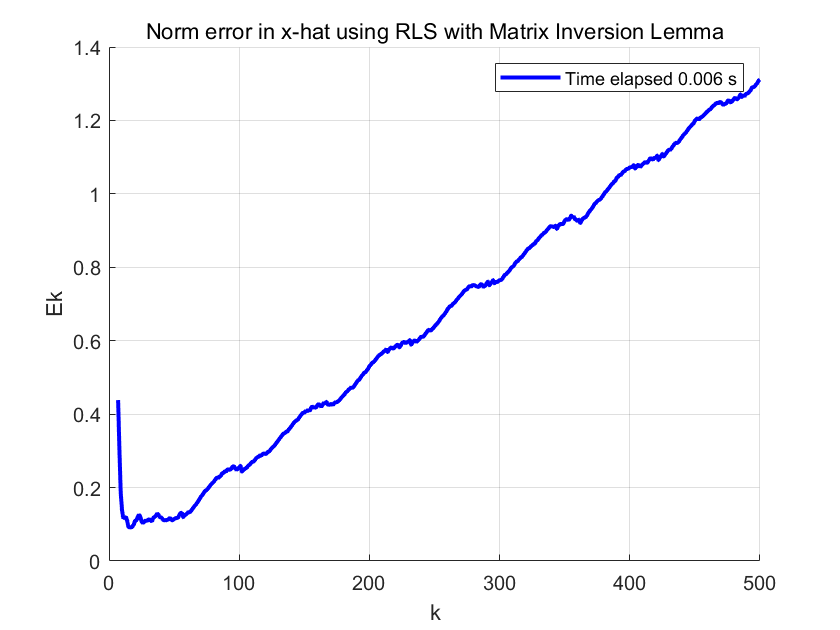 Norm error in x-hat using RLS with Matrix Inversion Lemma
Time elapsed 0.006 s
1.4
1.2
1
0.8
0.6
0.4
0.2
0
Ek
0 100 200 300 400 500
k